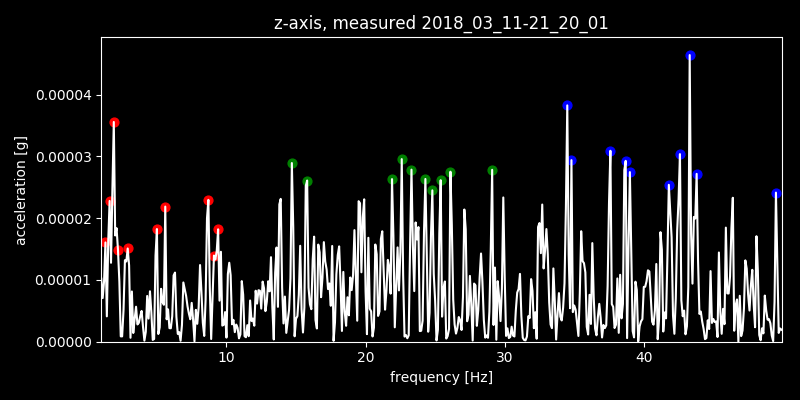 z-axis, measured 2018_03_11-21_20_01
acceleration [g]
0.00004
0.00003
0.00002
0.00001
0.00000
10 20 30 40
frequency [Hz]